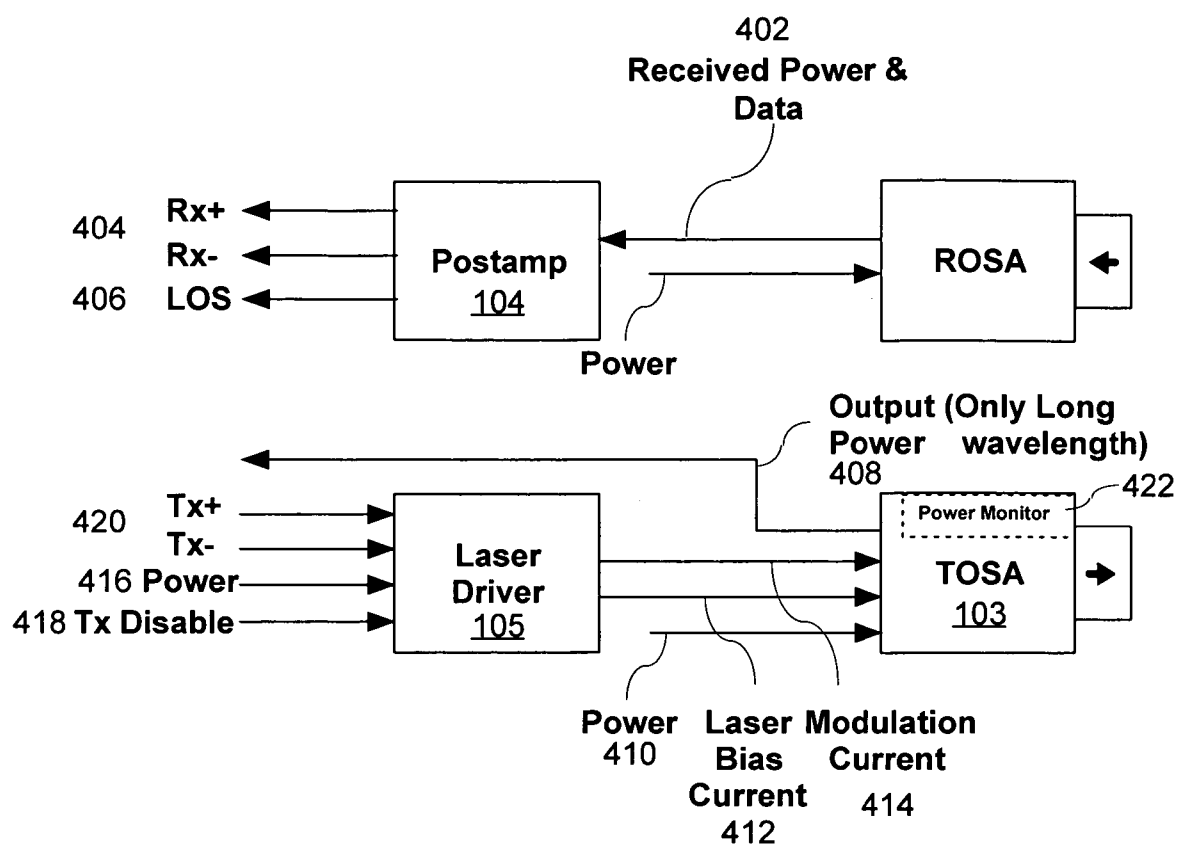 402
Received Power &
Data
404
Rx+
Rx-
406 LOS
Postamp
104
ROSA
Power
Output (Only Long
Power wavelength)
408
422
Power Monitor
420
Tx+
Tx-
416 Power
418 Tx Disable
Laser
Driver
105
TOSA
103
Power
410
Laser
Bias
Current
412
Modulation
Current
414